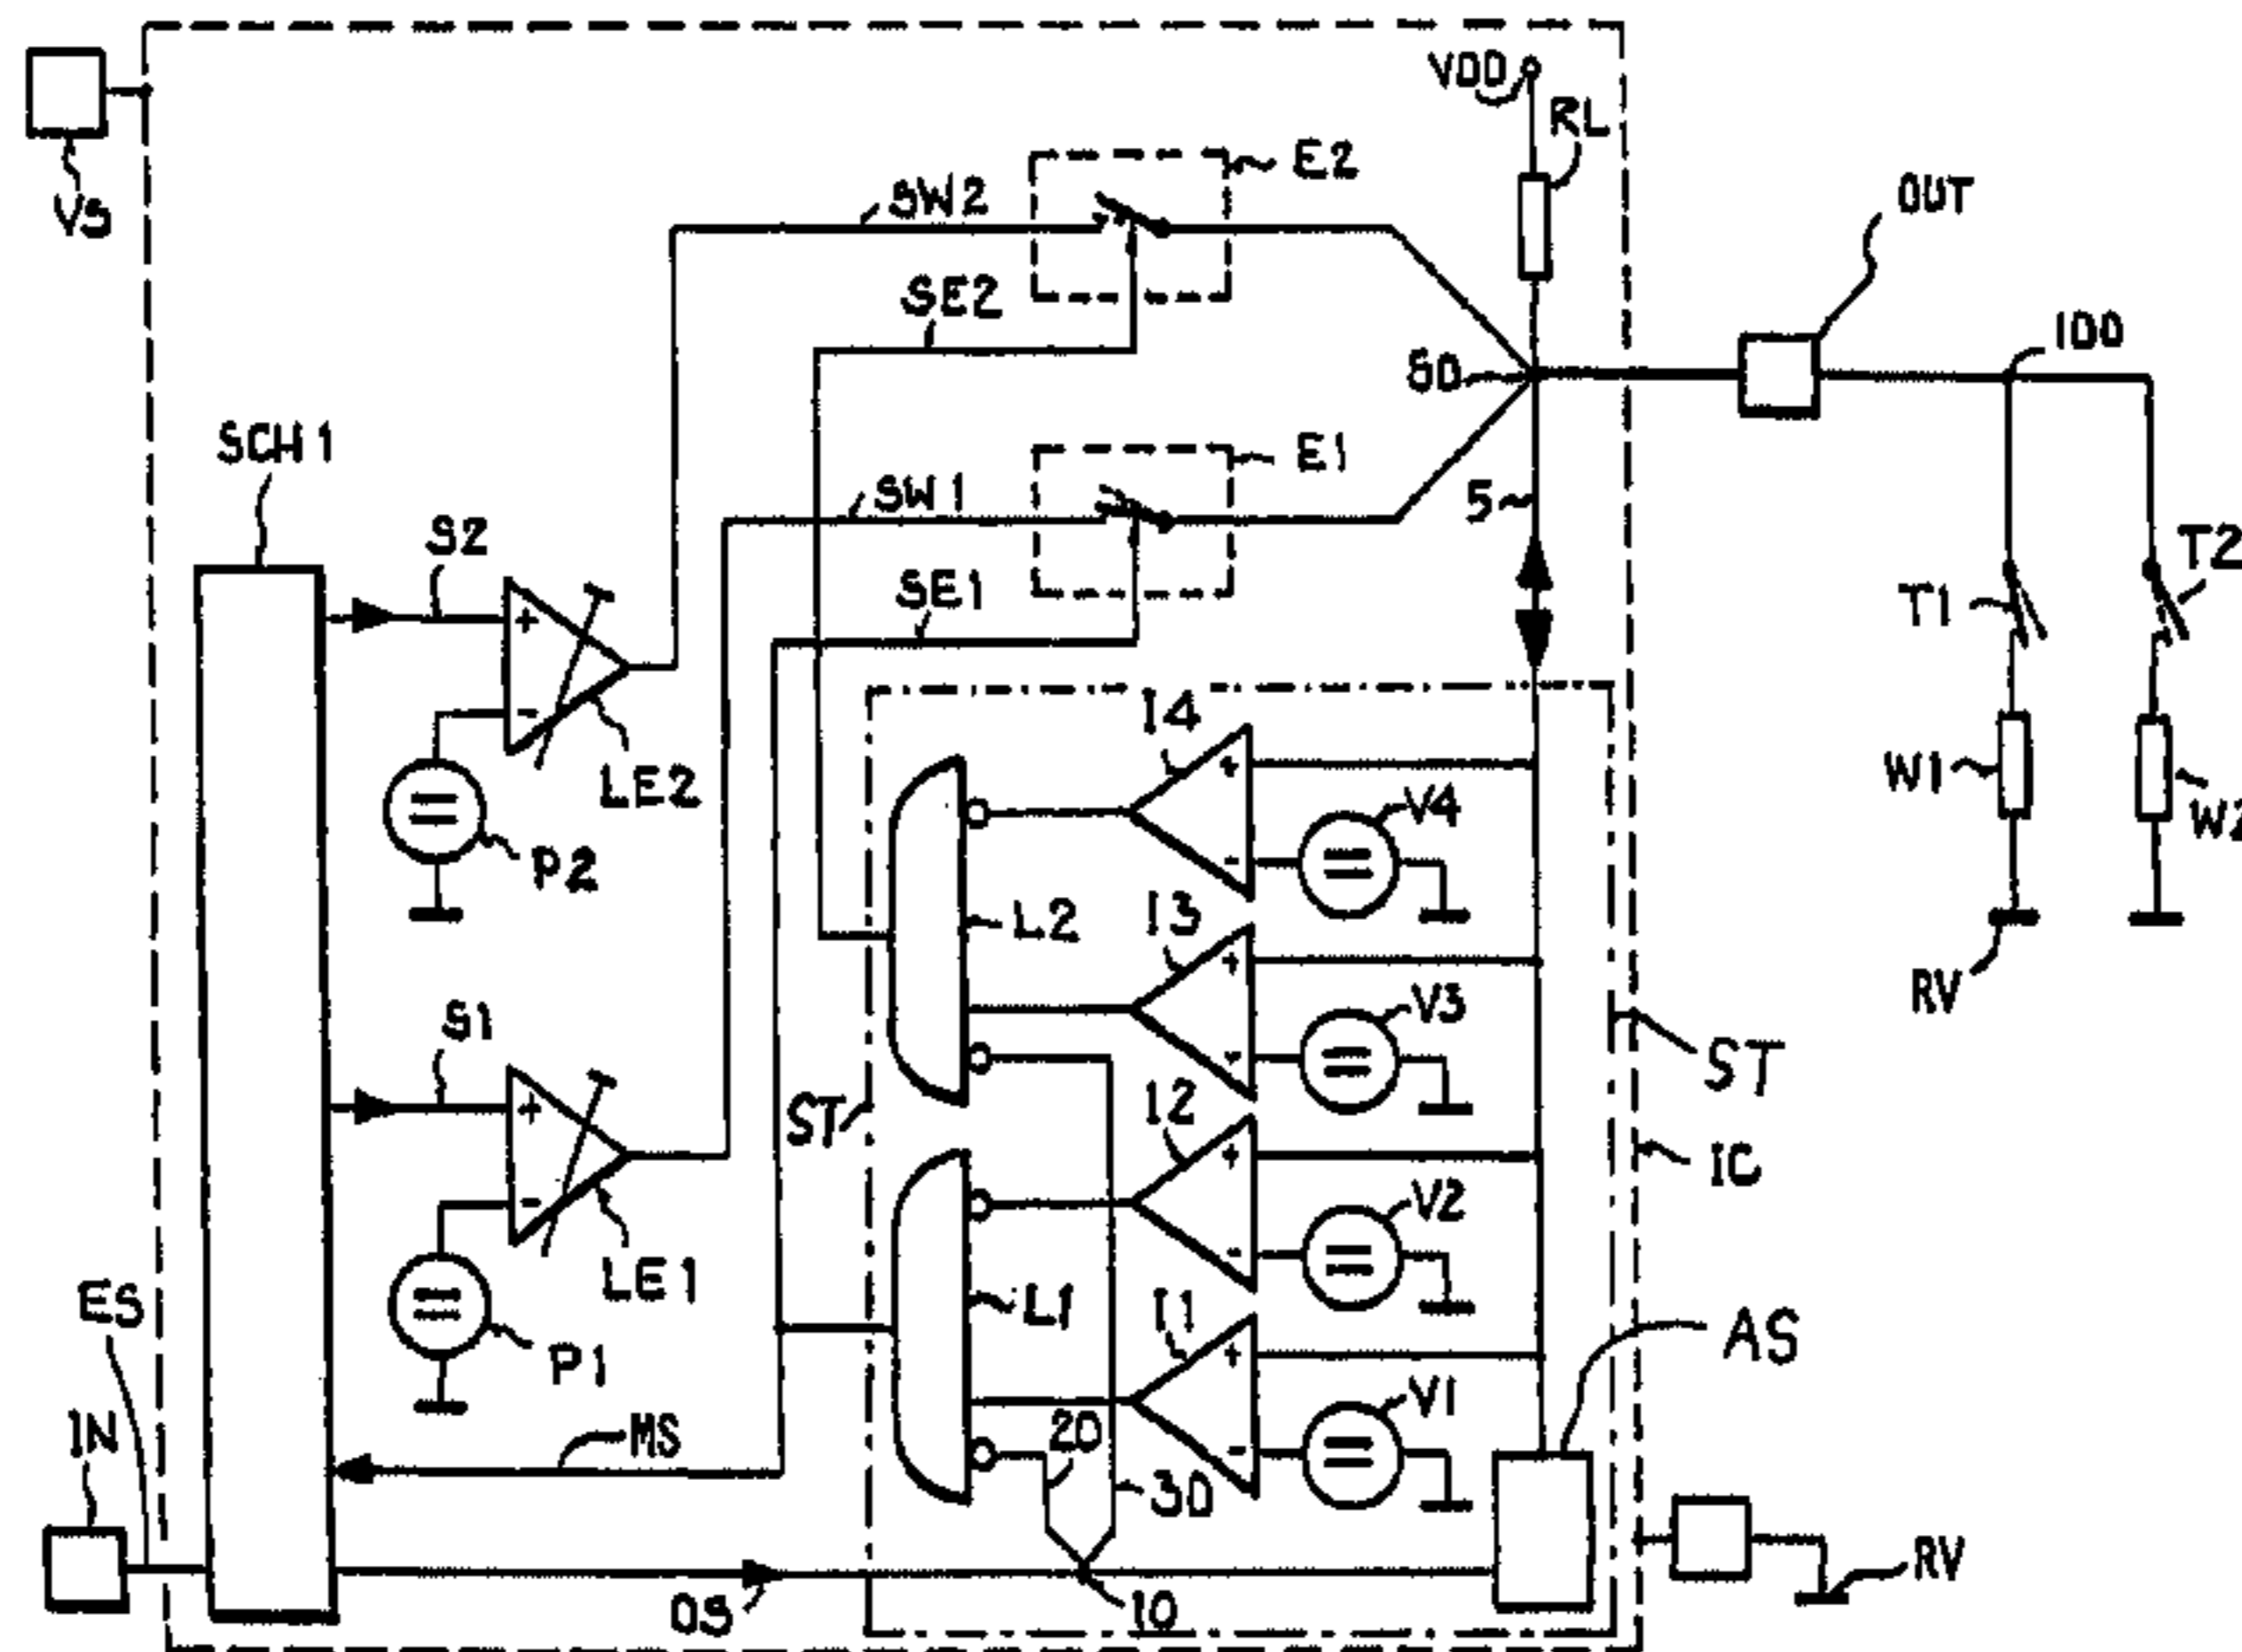 VDD
RL
VS
E2
SW2
OUT
SE2
100
60
SCH1
E1
SW1
5
S2
T2
SE1
T1
I4
W1
LE2
V4
W2
P2
L2
I3
RV
V3
S1
ST
ST
I2
IC
V2
LE1
ES
L1
I1
AS
P1
V1
IN
MS
20
30
RV
OS
10